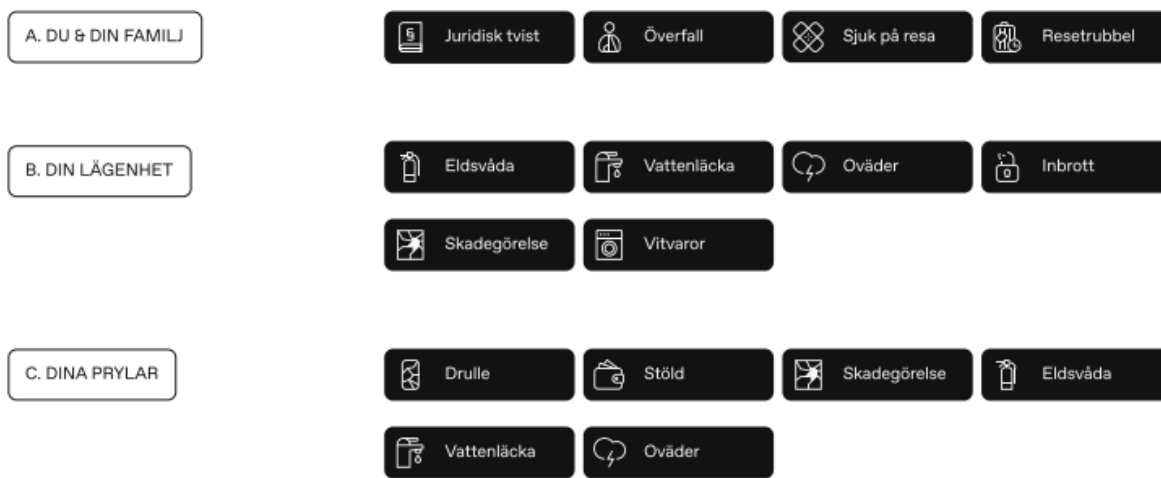 A. DU & DIN FAMILJ
§ Juridisk tvist Överfall Sjuk på resa Resetrubbel
B. DIN LÄGENHET
Eldsvåda Vattenläcka Oväder Inbrott
Skadegörelse Vitvaror
C. DINA PRYLAR
Drulle Stöld Skadegörelse Eldsvåda
Vattenläcka Oväder